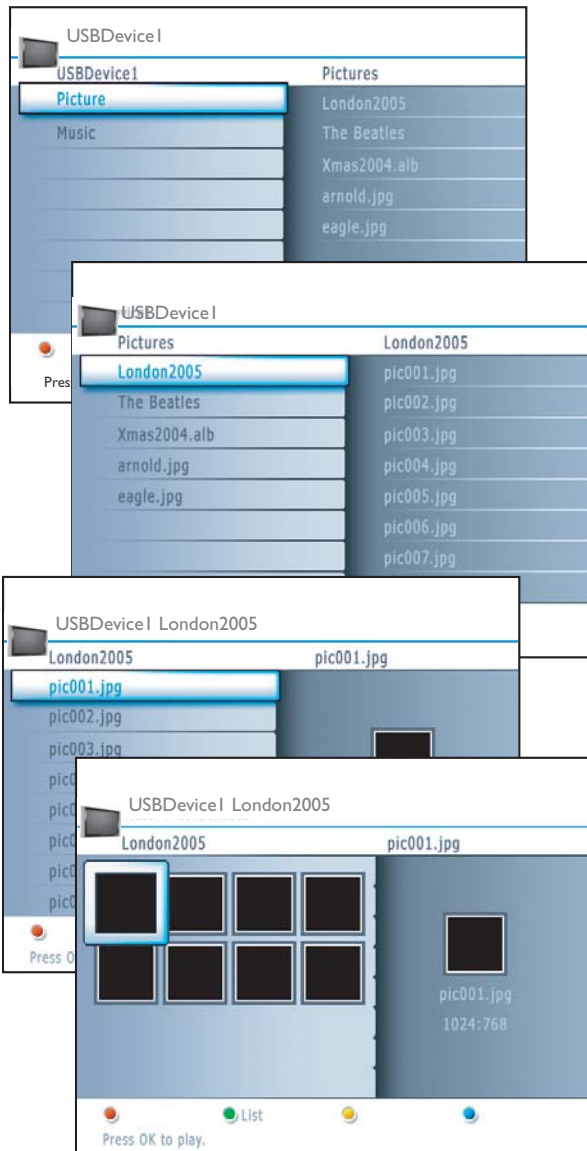 USBDevice1
USBDevice1 Pictures
Picture London2005
Music The Beatles
Xmas2004.alb
arnold.jpg
eagle.jpg
Pres
USBDevice1
Pictures London2005
London2005 pic001.jpg
The Beatles pic002.jpg
Xmas2004.alb pic003.jpg
arnold.jpg pic004.jpg
eagle.jpg pic005.jpg
pic006.jpg
pic007.jpg
USBDevice1 London2005
London2005 pic001.jpg
pic001.jpg
pic002.jpg
pic003.jpg
Press O
USBDevice1 London2005
London2005 pic001.jpg
pic001.jpg
1024:768
List
Press OK to play.